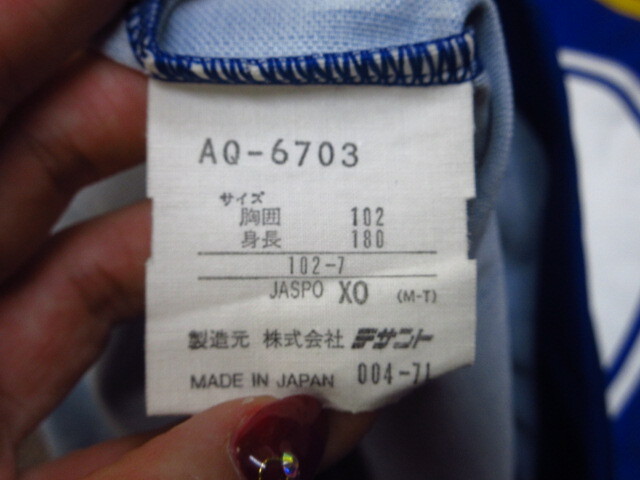 AQ-6703
サイズ
胸囲 102
身長 180
102-7
JASPO XO (M-T)
製造元 株式会社 デサント
MADE IN JAPAN 004-71